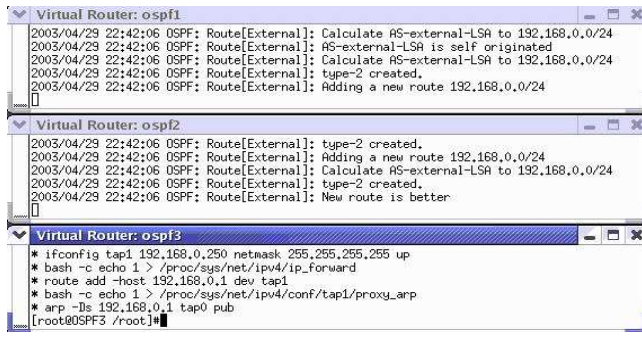 Virtual Router: ospf1
2003/04/29 22:42:06 OSPF: Route[External]: Calculate AS-external-LSA to 192.168.0.0/24
2003/04/29 22:42:06 OSPF: Route[External]: AS-external-LSA is self originated
2003/04/29 22:42:06 OSPF: Route[External]: Calculate AS-external-LSA to 192.168.0.0/24
2003/04/29 22:42:06 OSPF: Route[External]: type-2 created.
2003/04/29 22:42:06 OSPF: Route[External]: Adding a new route 192.168.0.0/24
Virtual Router: ospf2
2003/04/29 22:42:06 OSPF: Route[External]: type-2 created.
2003/04/29 22:42:06 OSPF: Route[External]: Adding a new route 192.168.0.0/24
2003/04/29 22:42:06 OSPF: Route[External]: Calculate AS-external-LSA to 192.168.0.0/24
2003/04/29 22:42:06 OSPF: Route[External]: type-2 created.
2003/04/29 22:42:06 OSPF: Route[External]: New route is better
Virtual Router: ospf3
* ifconfig tap1 192.168.0.250 netmask 255.255.255.255 up
* bash -c echo 1 > /proc/sys/net/ipv4/ip_forward
* route add -host 192.168.0.1 dev tap1
* bash -c echo 1 > /proc/sys/net/ipv4/conf/tap1/proxy_arp
* arp -Ds 192.168.0.1 tap0 pub
[root@OSPF3 /root]#